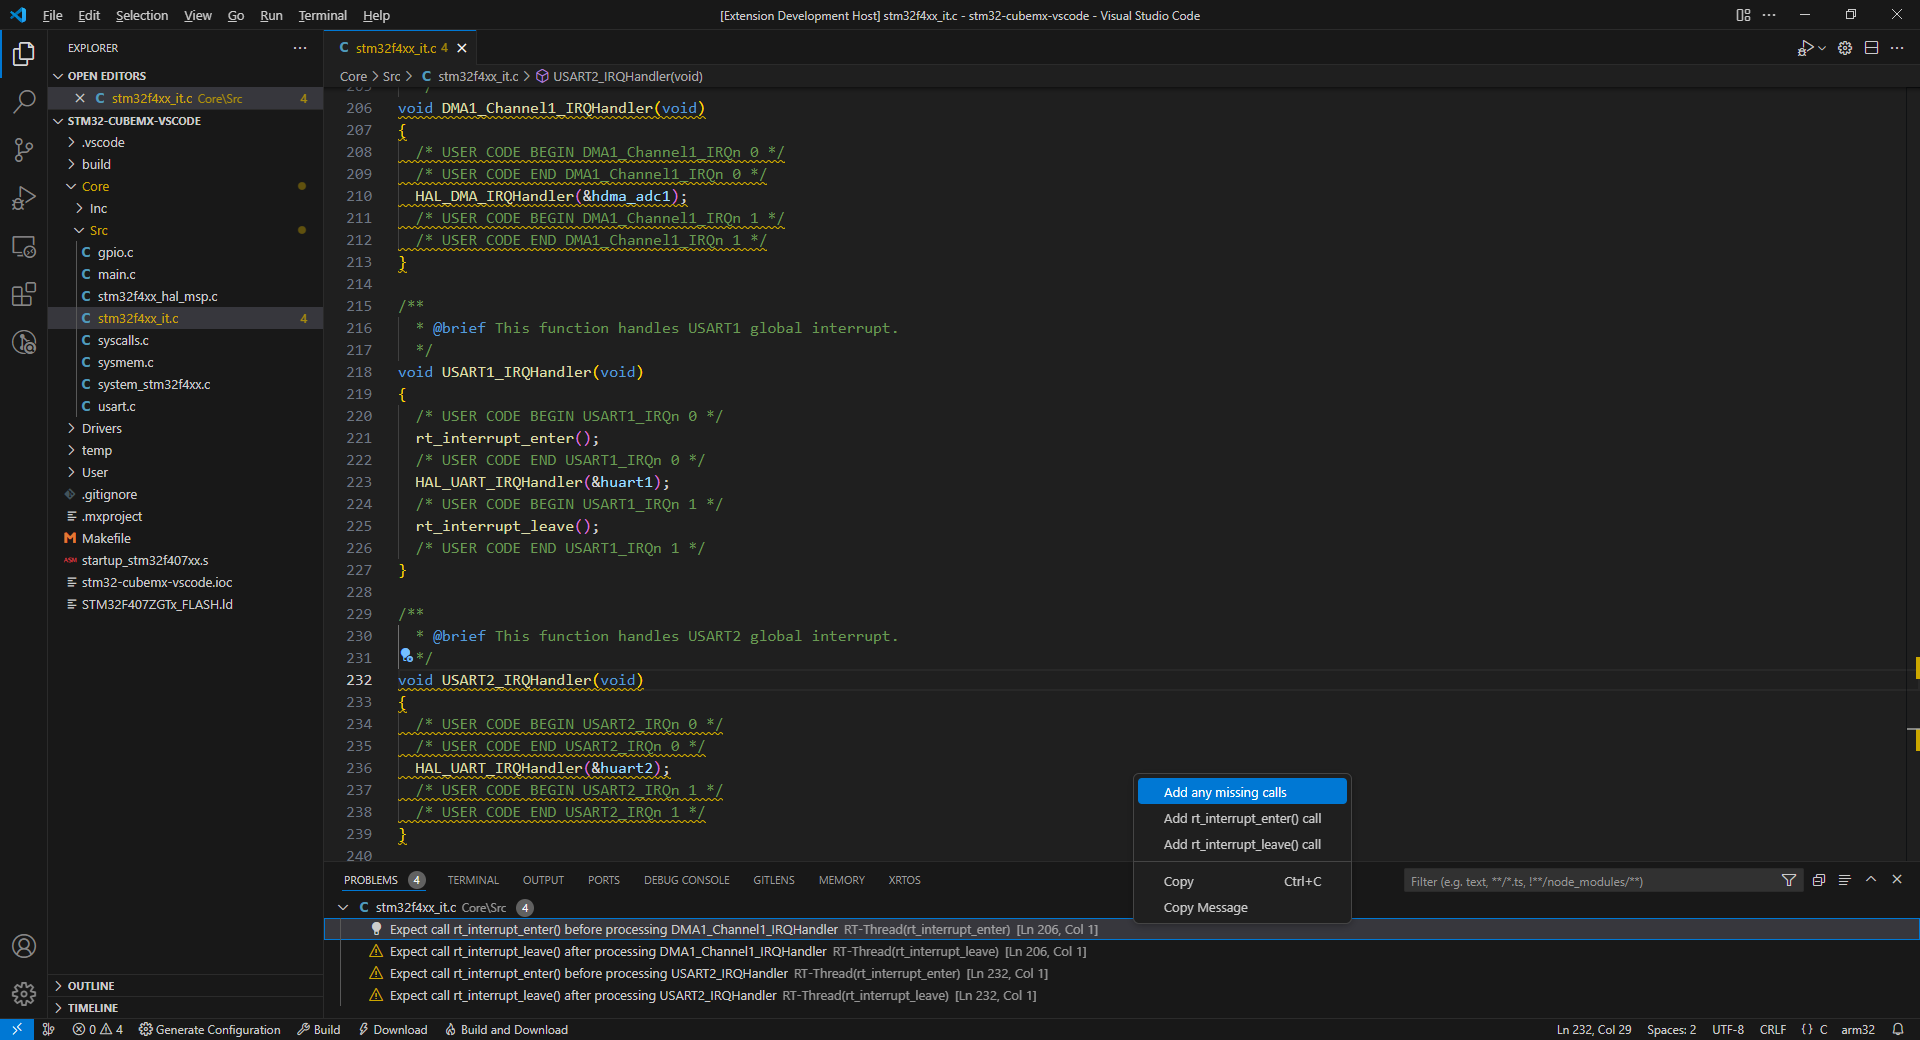 File Edit Selection View Go Run Terminal Help
[Extension Development Host] stm32f4xx_it.c - stm32-cubemx-vscode - Visual Studio Code
EXPLORER
OPEN EDITORS
stm32f4xx_it.c Core\Src 4
STM32-CUBEMX-VSCODE
.vscode
build
Core
Inc
Src
gpio.c
main.c
stm32f4xx_hal_msp.c
stm32f4xx_it.c 4
syscalls.c
sysmem.c
system_stm32f4xx.c
usart.c
Drivers
temp
User
.gitignore
.mxproject
Makefile
startup_stm32f407xx.s
stm32-cubemx-vscode.ioc
STM32F407ZGTx_FLASH.ld
OUTLINE
TIMELINE
stm32f4xx_it.c 4
Core > Src > C stm32f4xx_it.c > USART2_IRQHandler(void)
206 void DMA1_Channel1_IRQHandler(void)
207 {
208 /* USER CODE BEGIN DMA1_Channel1_IRQn 0 */
209 /* USER CODE END DMA1_Channel1_IRQn 0 */
210 HAL_DMA_IRQHandler(&hdma_adc1);
211 /* USER CODE BEGIN DMA1_Channel1_IRQn 1 */
212 /* USER CODE END DMA1_Channel1_IRQn 1 */
213 }
214
215 /**
216 * @brief This function handles USART1 global interrupt.
217 */
218 void USART1_IRQHandler(void)
219 {
220 /* USER CODE BEGIN USART1_IRQn 0 */
221 rt_interrupt_enter();
222 /* USER CODE END USART1_IRQn 0 */
223 HAL_UART_IRQHandler(&huart1);
224 /* USER CODE BEGIN USART1_IRQn 1 */
225 rt_interrupt_leave();
226 /* USER CODE END USART1_IRQn 1 */
227 }
228
229 /**
230 * @brief This function handles USART2 global interrupt.
231 */
232 void USART2_IRQHandler(void)
233 {
234 /* USER CODE BEGIN USART2_IRQn 0 */
235 /* USER CODE END USART2_IRQn 0 */
236 HAL_UART_IRQHandler(&huart2);
237 /* USER CODE BEGIN USART2_IRQn 1 */
238 /* USER CODE END USART2_IRQn 1 */
239 }
240
Add any missing calls
Add rt_interrupt_enter() call
Add rt_interrupt_leave() call
Copy Ctrl+C
Copy Message
PROBLEMS 4 TERMINAL OUTPUT PORTS DEBUG CONSOLE GITLENS MEMORY XRTOS
Filter (e.g. text, **/*.ts, !**/node_modules/**)
stm32f4xx_it.c Core\Src 4
Expect call rt_interrupt_enter() before processing DMA1_Channel1_IRQHandler RT-Thread(rt_interrupt_enter) [Ln 206, Col 1]
Expect call rt_interrupt_leave() after processing DMA1_Channel1_IRQHandler RT-Thread(rt_interrupt_leave) [Ln 206, Col 1]
Expect call rt_interrupt_enter() before processing USART2_IRQHandler RT-Thread(rt_interrupt_enter) [Ln 232, Col 1]
Expect call rt_interrupt_leave() after processing USART2_IRQHandler RT-Thread(rt_interrupt_leave) [Ln 232, Col 1]
0 4 Generate Configuration Build Download Build and Download
Ln 232, Col 29 Spaces: 2 UTF-8 CRLF {} C arm32